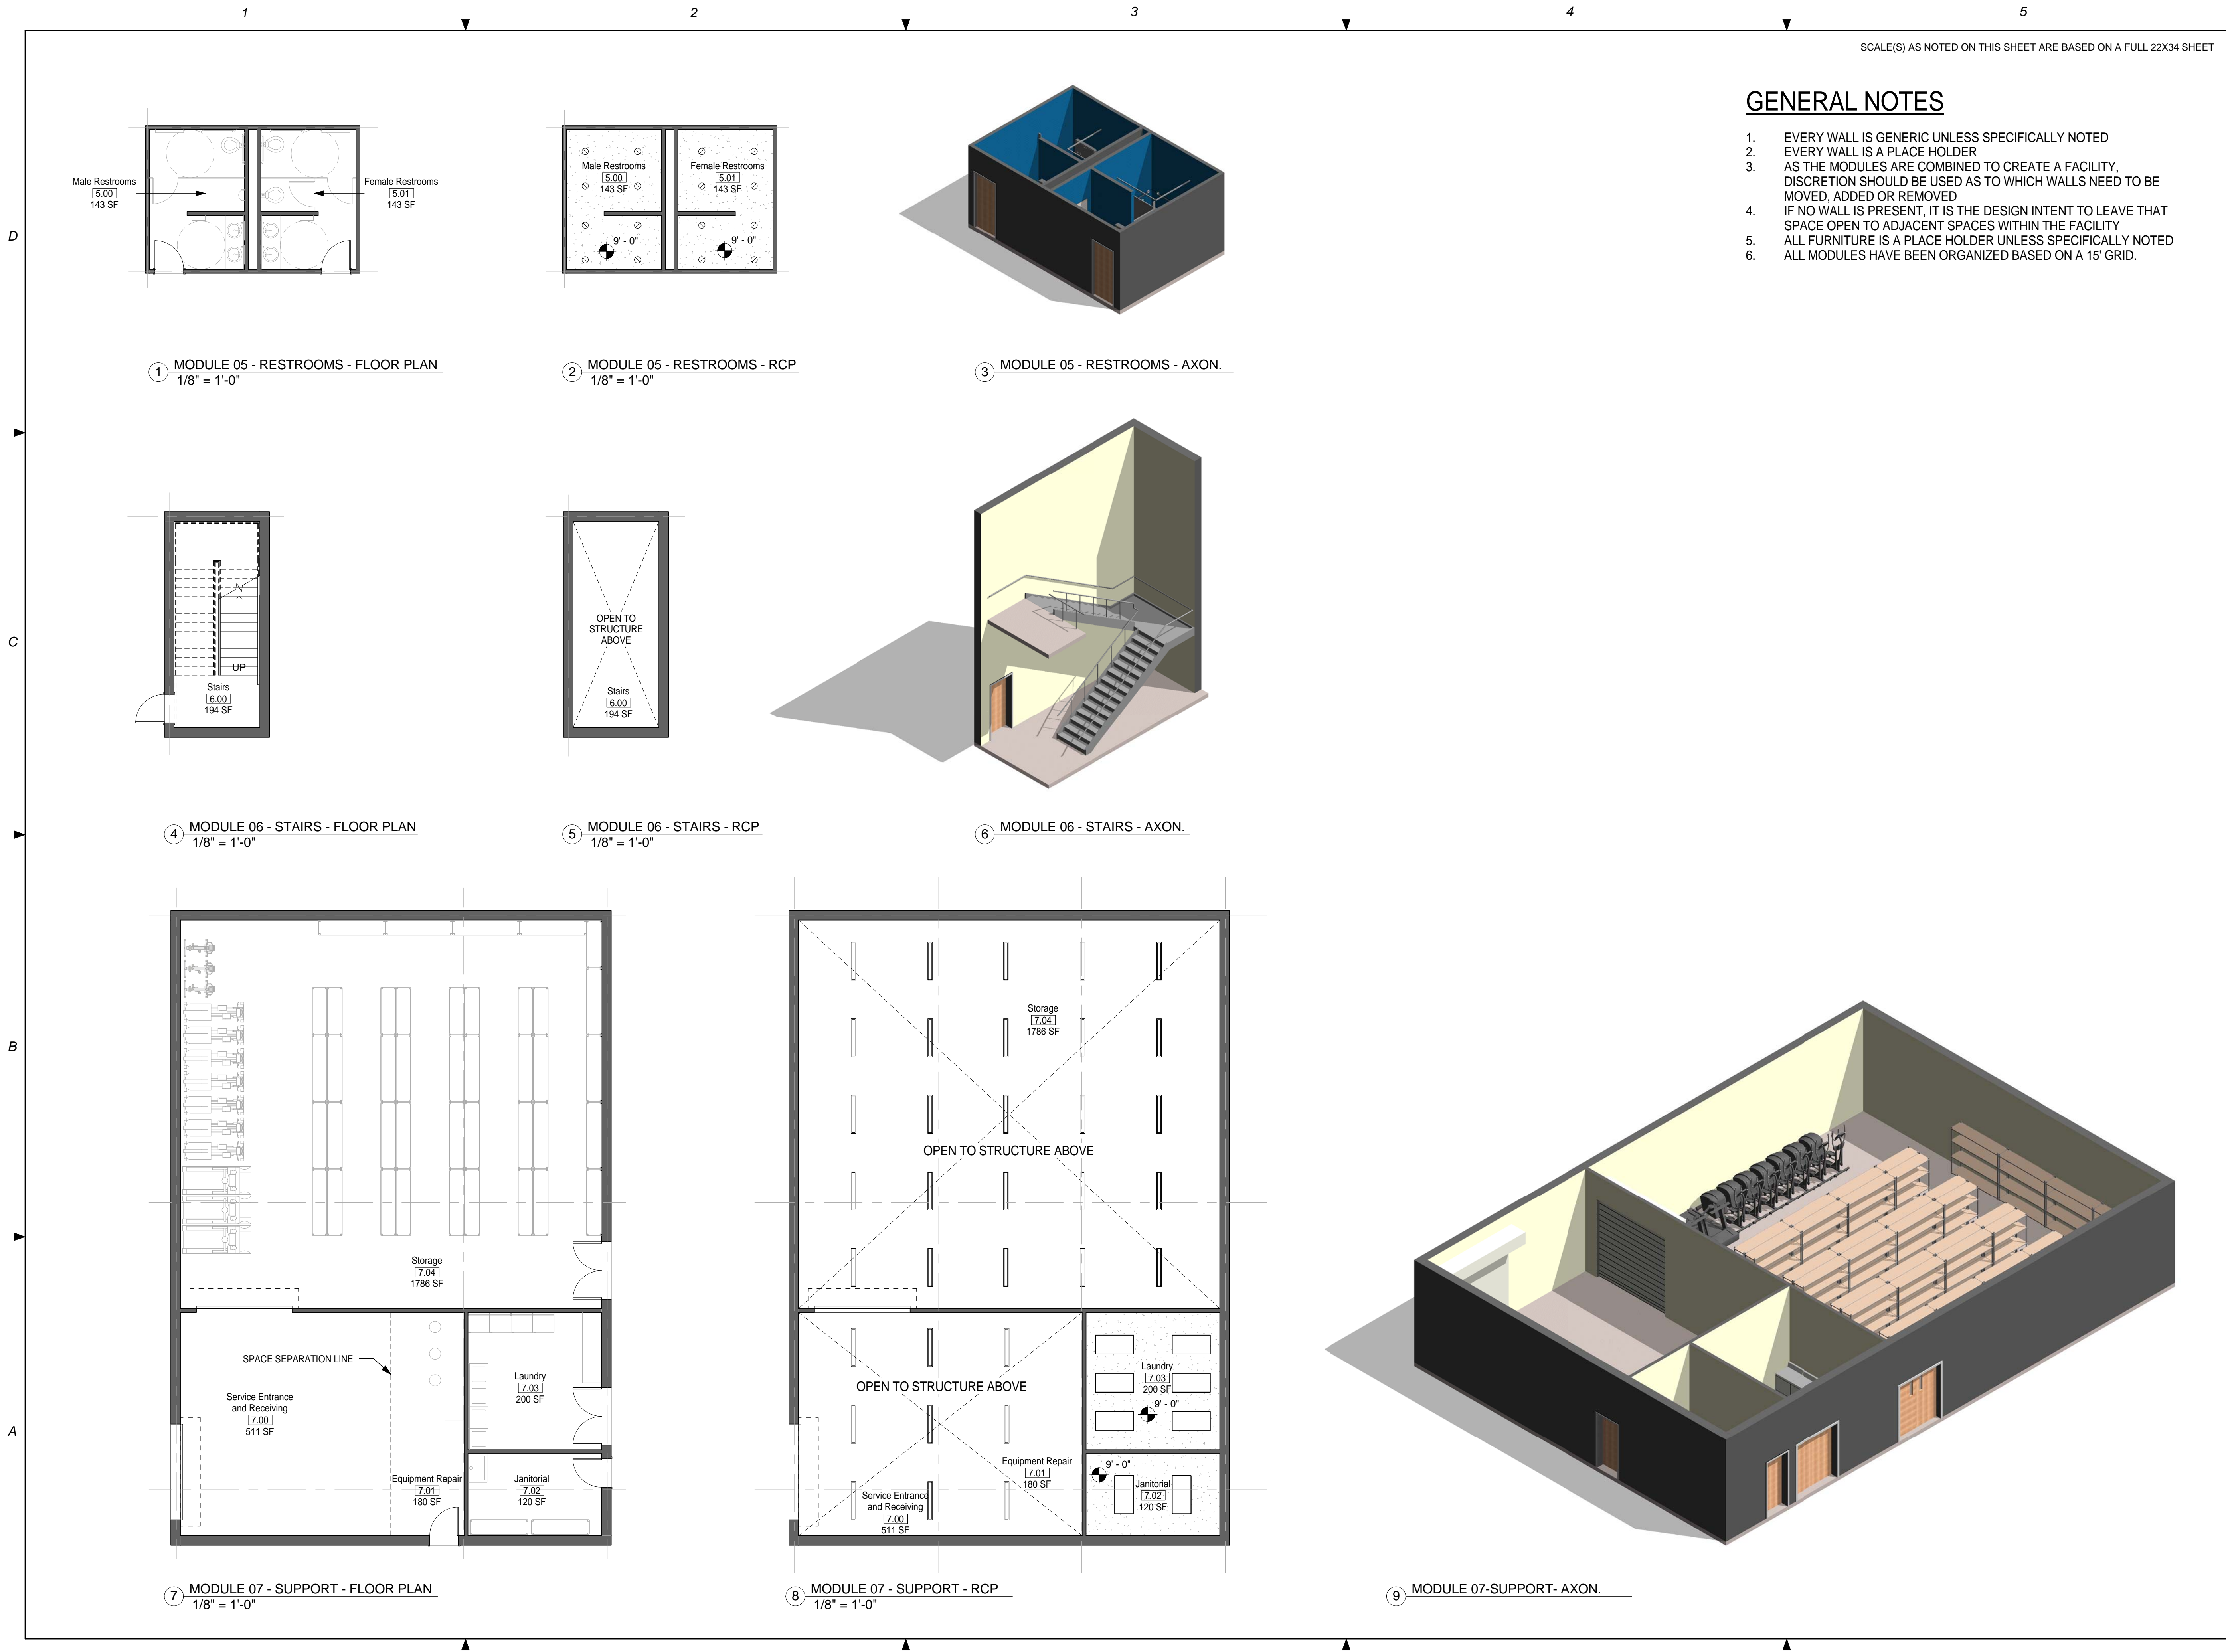 1
2
3
4
5
SCALE(S) AS NOTED ON THIS SHEET ARE BASED ON A FULL 22X34 SHEET
GENERAL NOTES
1. EVERY WALL IS GENERIC UNLESS SPECIFICALLY NOTED
2. EVERY WALL IS A PLACE HOLDER
3. AS THE MODULES ARE COMBINED TO CREATE A FACILITY,
DISCRETION SHOULD BE USED AS TO WHICH WALLS NEED TO BE
MOVED, ADDED OR REMOVED
4. IF NO WALL IS PRESENT, IT IS THE DESIGN INTENT TO LEAVE THAT
SPACE OPEN TO ADJACENT SPACES WITHIN THE FACILITY
5. ALL FURNITURE IS A PLACE HOLDER UNLESS SPECIFICALLY NOTED
6. ALL MODULES HAVE BEEN ORGANIZED BASED ON A 15' GRID.
D
Male Restrooms
5.00
143 SF
Female Restrooms
5.01
143 SF
Male Restrooms
5.00
143 SF
9' - 0"
Female Restrooms
5.01
143 SF
9' - 0"
1 MODULE 05 - RESTROOMS - FLOOR PLAN
1/8" = 1'-0"
2 MODULE 05 - RESTROOMS - RCP
1/8" = 1'-0"
3 MODULE 05 - RESTROOMS - AXON.
C
UP
Stairs
6.00
194 SF
OPEN TO
STRUCTURE
ABOVE
Stairs
6.00
194 SF
4 MODULE 06 - STAIRS - FLOOR PLAN
1/8" = 1'-0"
5 MODULE 06 - STAIRS - RCP
1/8" = 1'-0"
6 MODULE 06 - STAIRS - AXON.
B
Storage
7.04
1786 SF
SPACE SEPARATION LINE
Service Entrance
and Receiving
7.00
511 SF
Laundry
7.03
200 SF
Equipment Repair
7.01
180 SF
Janitorial
7.02
120 SF
A
Storage
7.04
1786 SF
OPEN TO STRUCTURE ABOVE
OPEN TO STRUCTURE ABOVE
Laundry
7.03
200 SF
9' - 0"
Equipment Repair
7.01
180 SF
9' - 0"
Janitorial
7.02
120 SF
Service Entrance
and Receiving
7.00
511 SF
7 MODULE 07 - SUPPORT - FLOOR PLAN
1/8" = 1'-0"
8 MODULE 07 - SUPPORT - RCP
1/8" = 1'-0"
9 MODULE 07-SUPPORT- AXON.